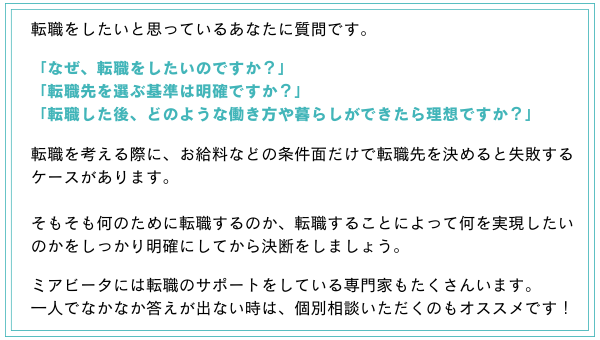 転職をしたいと思っているあなたに質問です。
「なぜ、転職をしたいのですか？」
「転職先を選ぶ基準は明確ですか？」
「転職した後、どのような働き方や暮らしができたら理想ですか？」
転職を考える際に、お給料などの条件面だけで転職先を決めると失敗する
ケースがあります。
そもそも何のために転職するのか、転職することによって何を実現したい
のかをしっかり明確にしてから決断をしましょう。
ミアビータには転職のサポートをしている専門家もたくさんいます。
一人でなかなか答えが出ない時は、個別相談いただくのもオススメです！